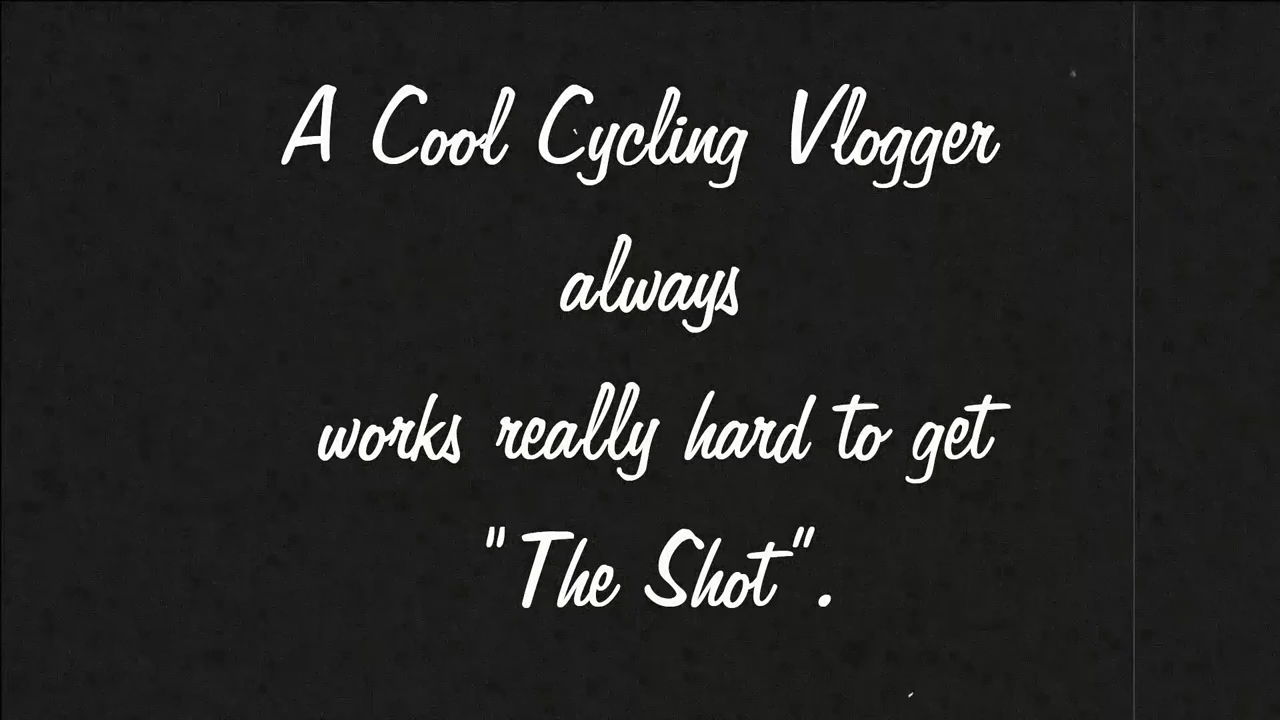 A Cool Cycling Vlogger
always
works really hard to get
"The Shot".